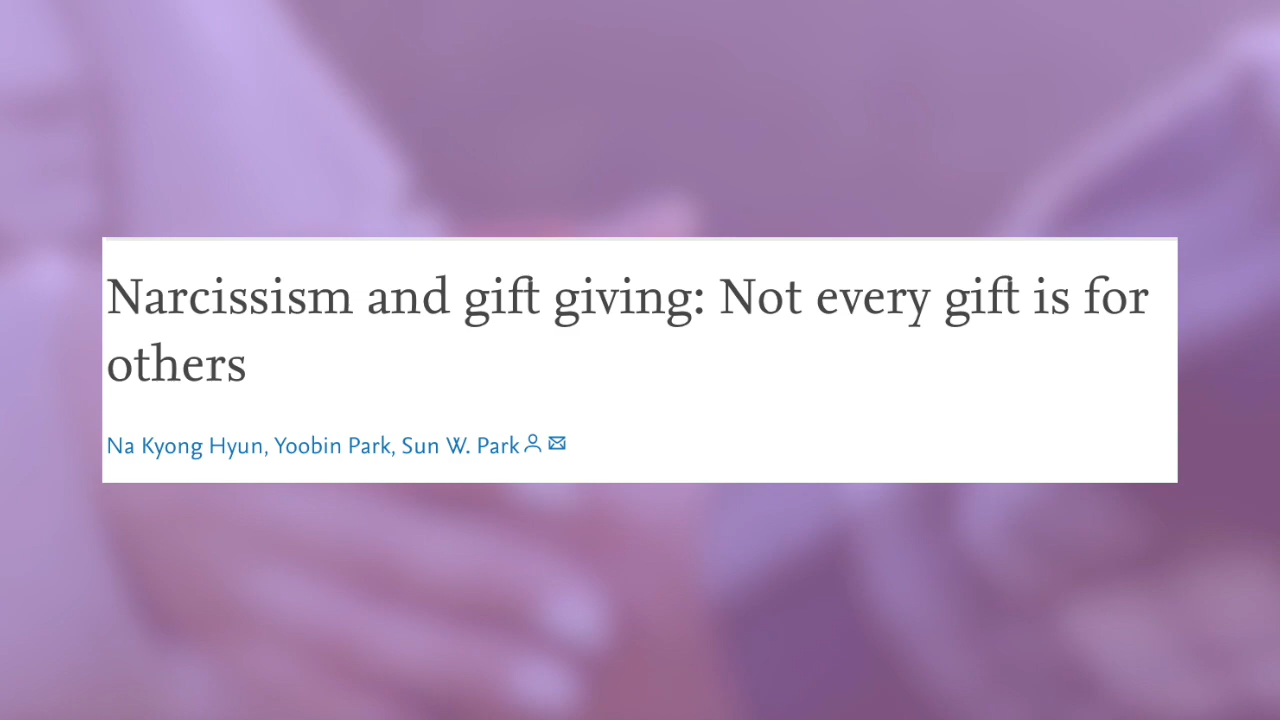 Narcissism and gift giving: Not every gift is for
others
Na Kyong Hyun, Yoobin Park, Sun W. Park